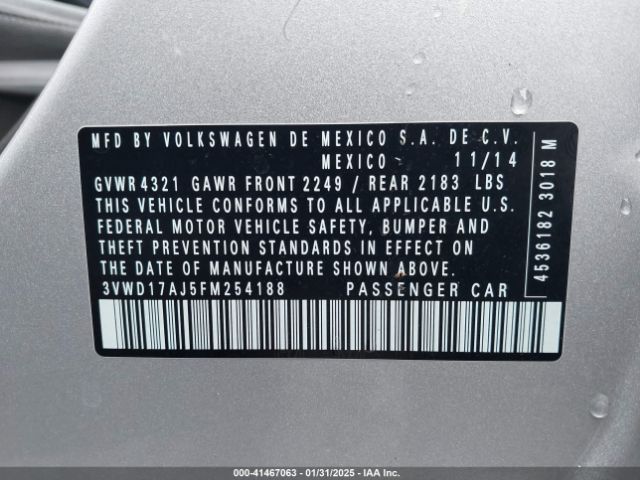 MFD BY VOLKSWAGEN DE MEXICO S.A. DE C.V.
MEXICO - 11/14
GVWR 4321 GAWR FRONT 2249 / REAR 2183 LBS
THIS VEHICLE CONFORMS TO ALL APPLICABLE U.S.
FEDERAL MOTOR VEHICLE SAFETY, BUMPER AND
THEFT PREVENTION STANDARDS IN EFFECT ON
THE DATE OF MANUFACTURE SHOWN ABOVE.
3VWD17AJ5FM254188 PASSENGER CAR
4536182 3018 M
000-41467063 - 01/31/2025 - IAAI.COM